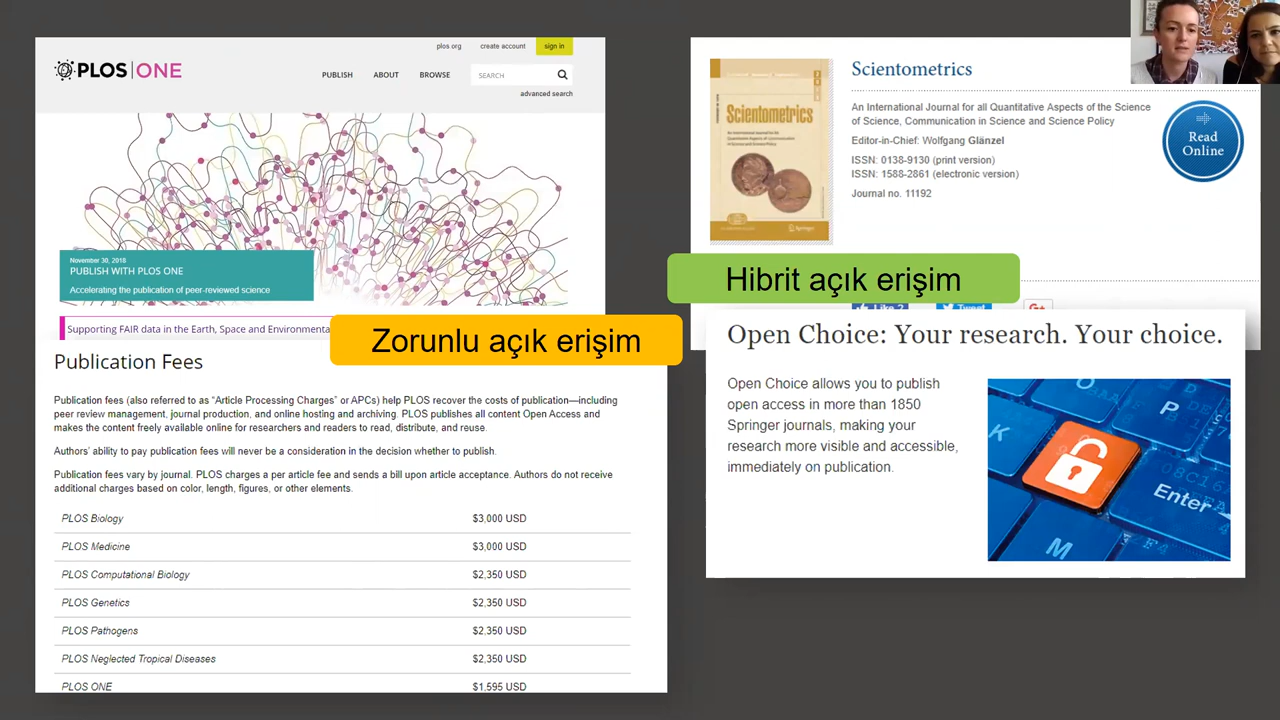 plos.org
create account
sign in
PLOS ONE
PUBLISH
ABOUT
BROWSE
SEARCH
advanced search
November 30, 2018
PUBLISH WITH PLOS ONE
Accelerating the publication of peer-reviewed science
Supporting FAIR data in the Earth, Space and Environmenta
Zorunlu açık erişim
Publication Fees
Publication fees (also referred to as “Article Processing Charges” or APCs) help PLOS recover the costs of publication—including
peer review management, journal production, and online hosting and archiving. PLOS publishes all content Open Access and
makes the content freely available online for researchers and readers to read, distribute, and reuse.
Authors’ ability to pay publication fees will never be a consideration in the decision whether to publish.
Publication fees vary by journal. PLOS charges a per article fee and sends a bill upon article acceptance. Authors do not receive
additional charges based on color, length, figures, or other elements.
PLOS Biology $3,000 USD
PLOS Medicine $3,000 USD
PLOS Computational Biology $2,350 USD
PLOS Genetics $2,350 USD
PLOS Pathogens $2,350 USD
PLOS Neglected Tropical Diseases $2,350 USD
PLOS ONE $1,595 USD
Scientometrics
Scientometrics
An International Journal for all Quantitative Aspects of the Science
of Science, Communication in Science and Science Policy
Editor-in-Chief: Wolfgang Glänzel
ISSN: 0138-9130 (print version)
ISSN: 1588-2861 (electronic version)
Journal no. 11192
Read
Online
Springer
Hibrit açık erişim
Like 2
Tweet
G+
Open Choice: Your research. Your choice.
Open Choice allows you to publish
open access in more than 1850
Springer journals, making your
research more visible and accessible,
immediately on publication.
P
K
Enter
M